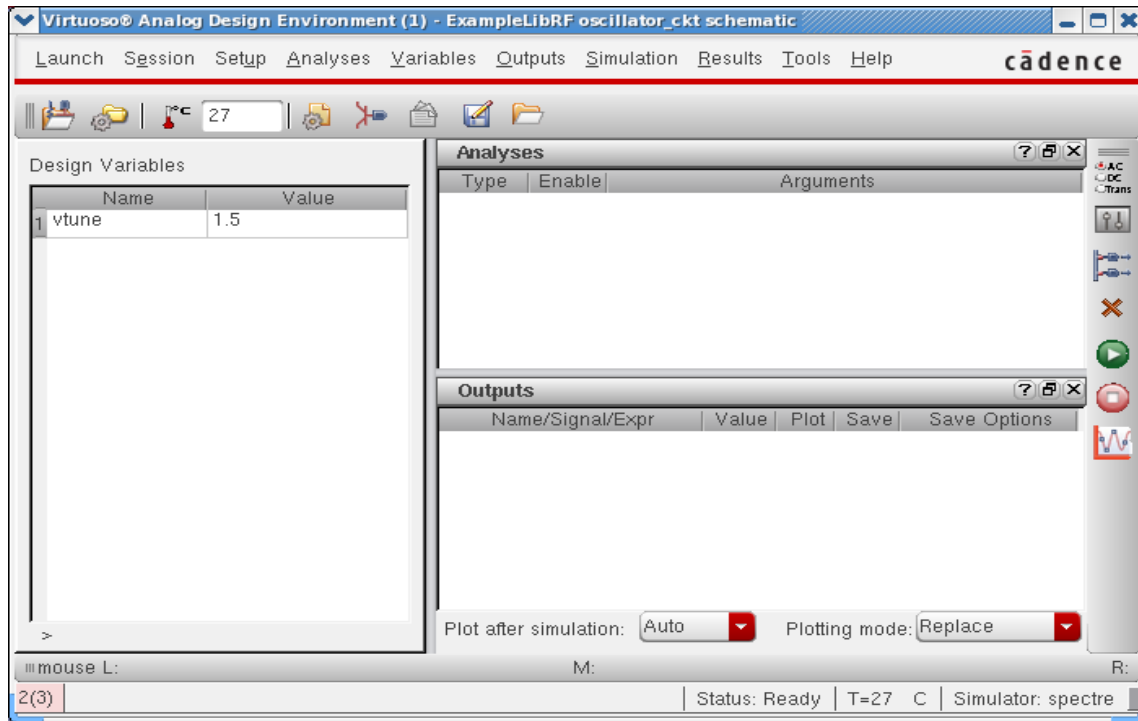 Virtuoso® Analog Design Environment (1) - ExampleLibRF oscillator_ckt schematic
Launch Session Setup Analyses Variables Outputs Simulation Results Tools Help cādence
°C 27
Design Variables
Name Value
1 vtune 1.5
>
Analyses
Type Enable Arguments
AC
DC
Trans
Outputs
Name/Signal/Expr Value Plot Save Save Options
Plot after simulation: Auto Plotting mode: Replace
mouse L: M: R:
2(3) Status: Ready T=27 C Simulator: spectre